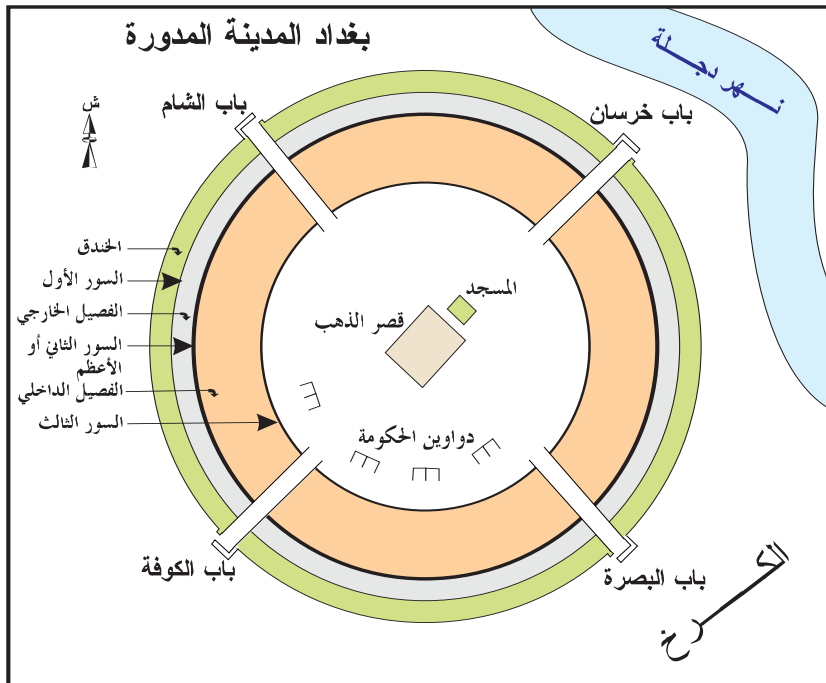 بغداد المدينة المدورة
نهر دجلة
باب الشام
باب خرسان
ش
الخندق
السور الأول
الفصيل الخارجي
السور الثاني أو
الأعظم
الفصيل الداخلي
السور الثالث
المسجد
قصر الذهب
دواوين الحكومة
باب الكوفة
باب البصرة
الكرخ